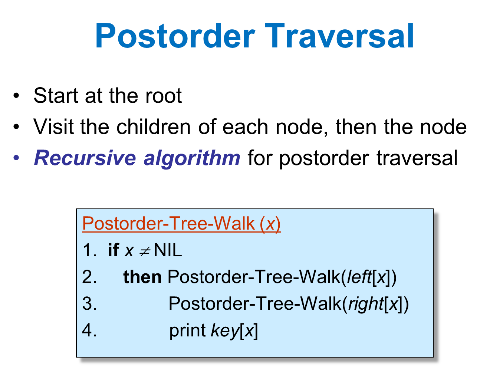 Postorder Traversal
• Start at the root
• Visit the children of each node, then the node
• Recursive algorithm for postorder traversal
Postorder-Tree-Walk (x)
1. if x ≠ NIL
2. then Postorder-Tree-Walk(left[x])
3. Postorder-Tree-Walk(right[x])
4. print key[x]